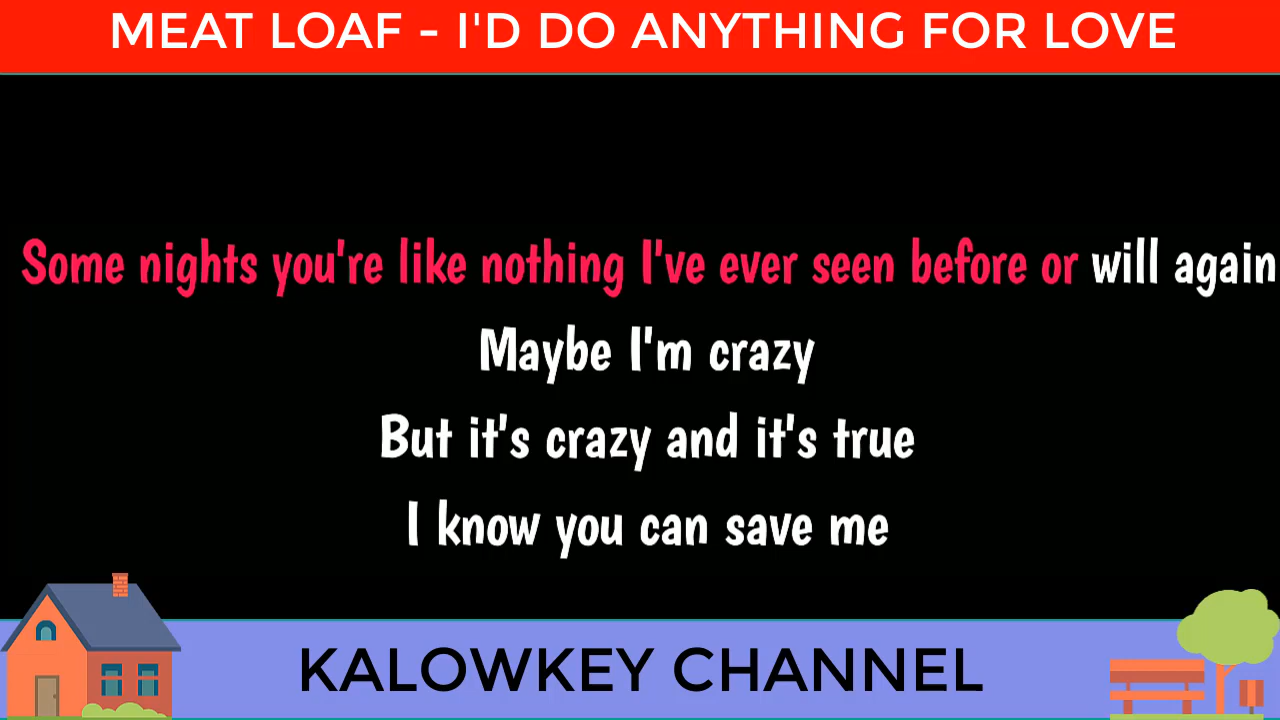 MEAT LOAF - I'D DO ANYTHING FOR LOVE
Some nights you're like nothing I've ever seen before or will again
Maybe I'm crazy
But it's crazy and it's true
I know you can save me
KALOWKEY CHANNEL